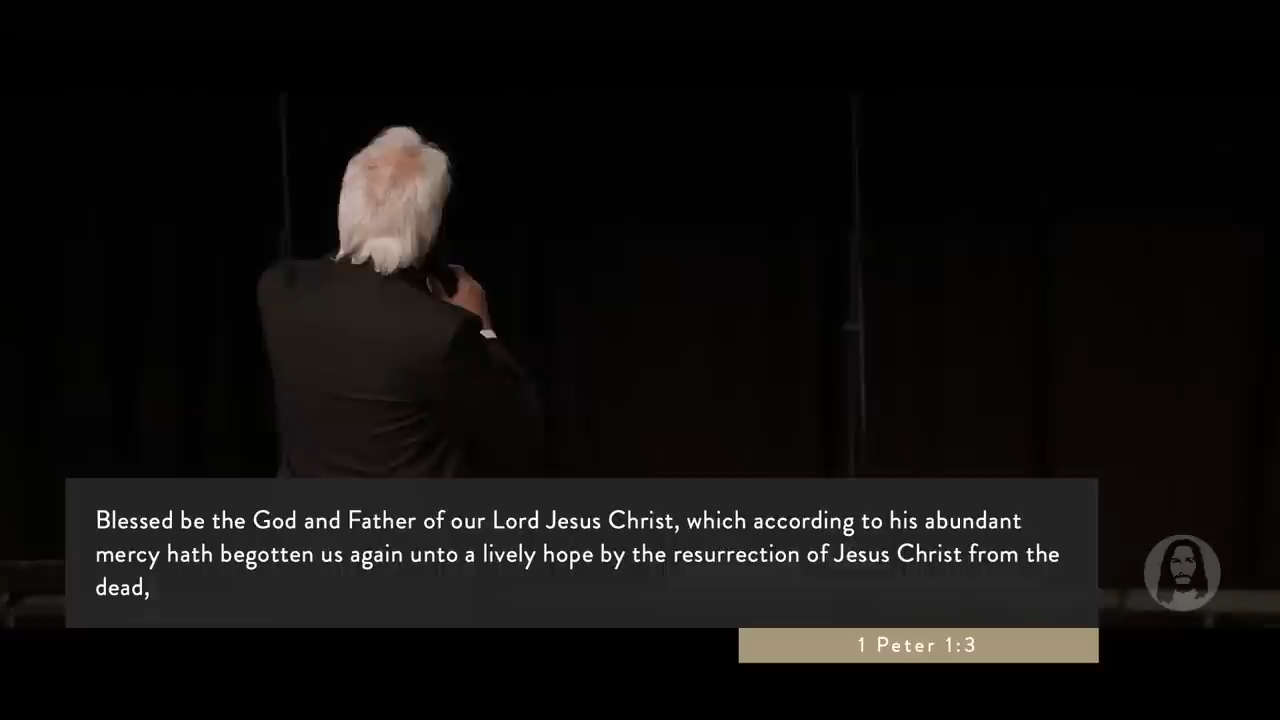 Blessed be the God and Father of our Lord Jesus Christ, which according to his abundant
mercy hath begotten us again unto a lively hope by the resurrection of Jesus Christ from the
dead,
1 Peter 1:3